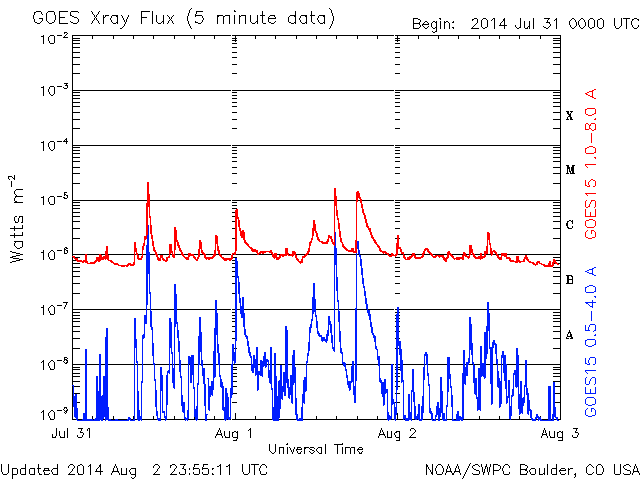 GOES Xray Flux (5 minute data)
Begin: 2014 Jul 31 0000 UTC
10⁻²
10⁻³
10⁻⁴
10⁻⁵
10⁻⁶
10⁻⁷
10⁻⁸
10⁻⁹
Watts m⁻²
X
M
C
B
A
GOES15 1.0-8.0 A
GOES15 0.5-4.0 A
Jul 31
Aug 1
Aug 2
Aug 3
Universal Time
Updated 2014 Aug 2 23:55:11 UTC
NOAA/SWPC Boulder, CO USA